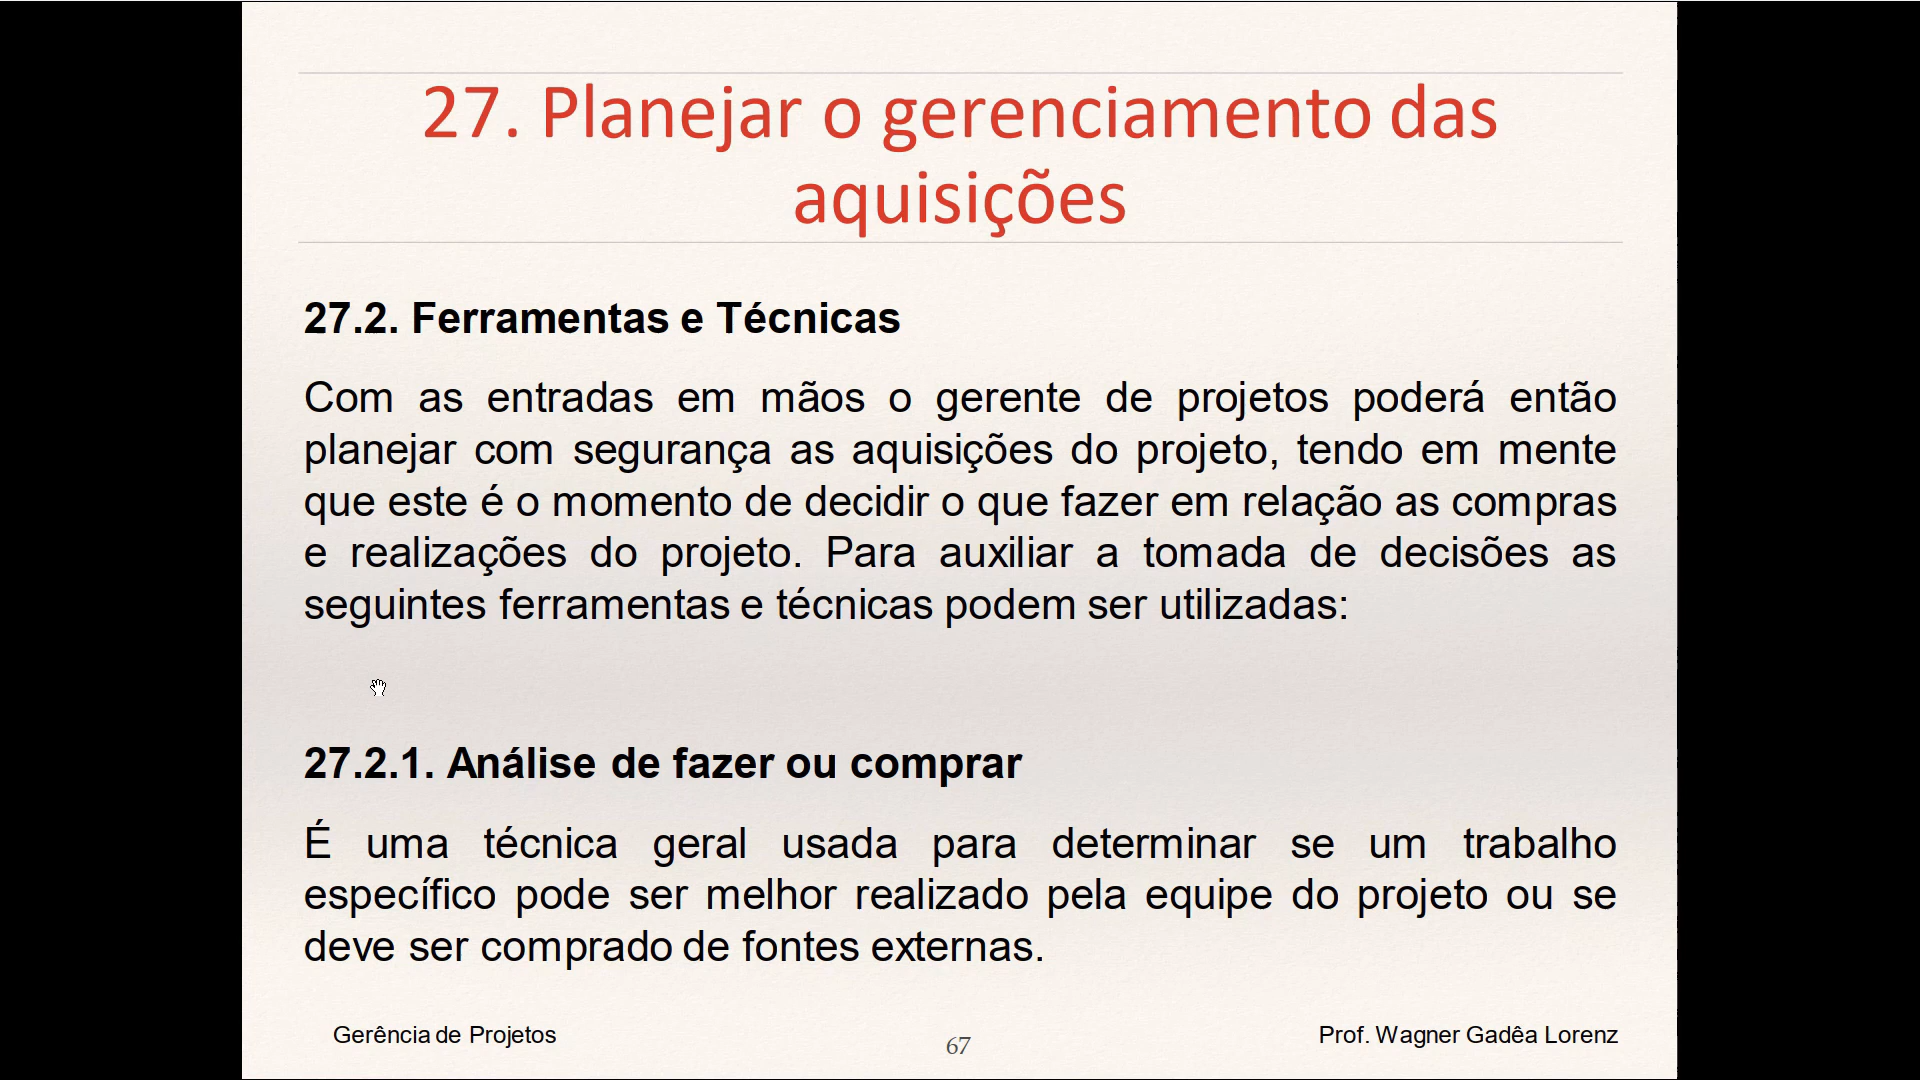 27. Planejar o gerenciamento das
aquisições
27.2. Ferramentas e Técnicas
Com as entradas em mãos o gerente de projetos poderá então
planejar com segurança as aquisições do projeto, tendo em mente
que este é o momento de decidir o que fazer em relação as compras
e realizações do projeto. Para auxiliar a tomada de decisões as
seguintes ferramentas e técnicas podem ser utilizadas:
27.2.1. Análise de fazer ou comprar
É uma técnica geral usada para determinar se um trabalho
específico pode ser melhor realizado pela equipe do projeto ou se
deve ser comprado de fontes externas.
Gerência de Projetos
67
Prof. Wagner Gadêa Lorenz